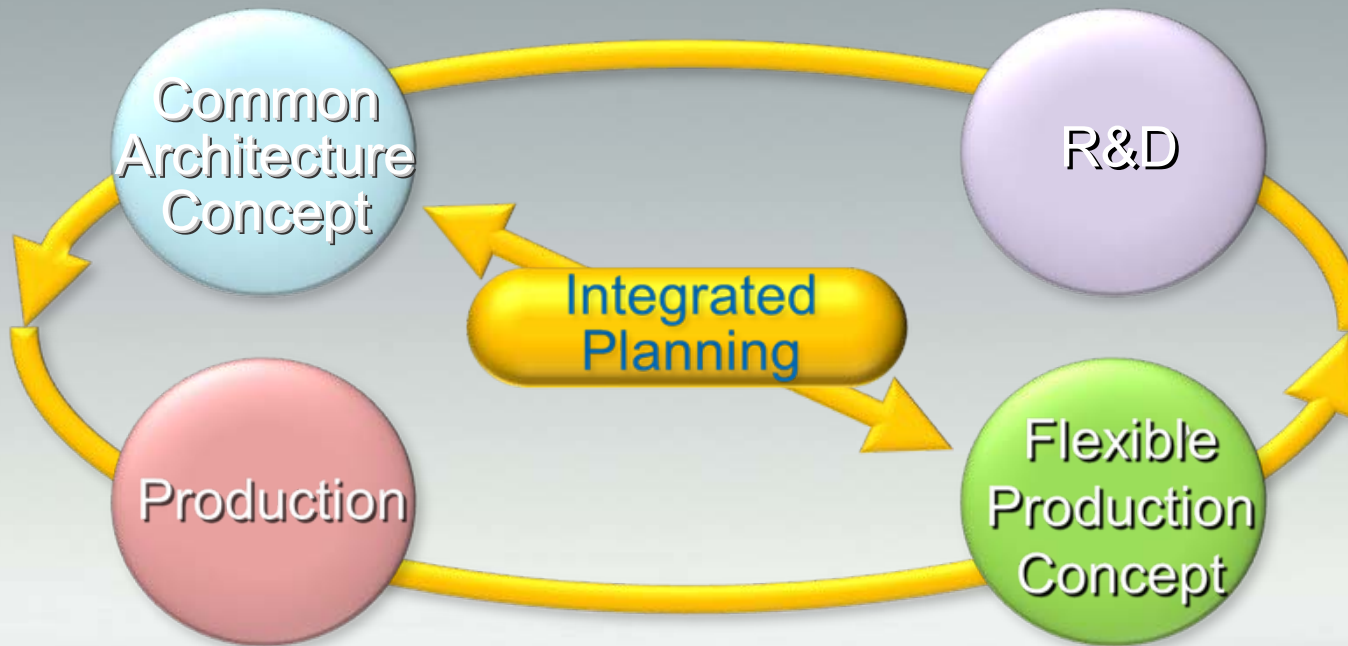 Common
Architecture
Concept
R&D
Integrated
Planning
Production
Flexible
Production
Concept